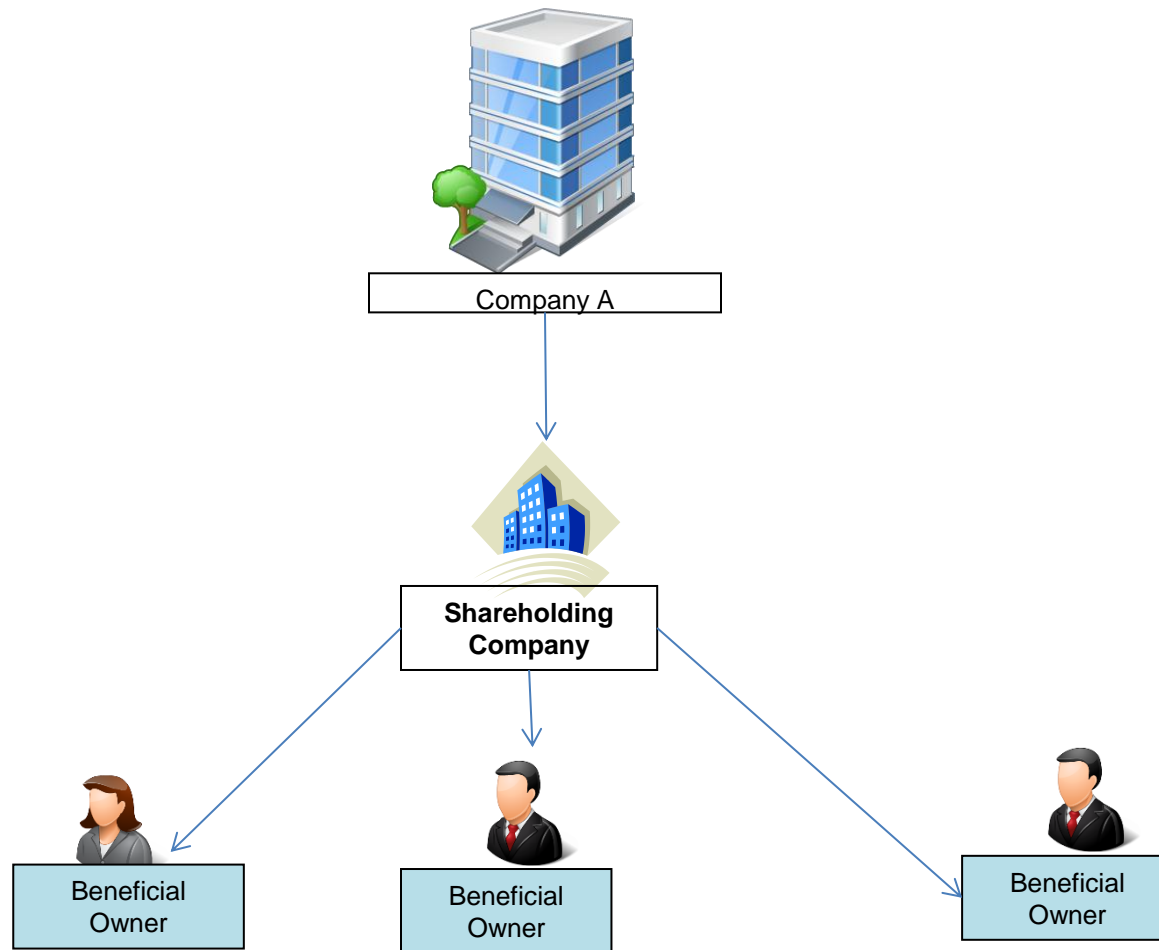 Company A
Shareholding
Company
Beneficial
Owner
Beneficial
Owner
Beneficial
Owner